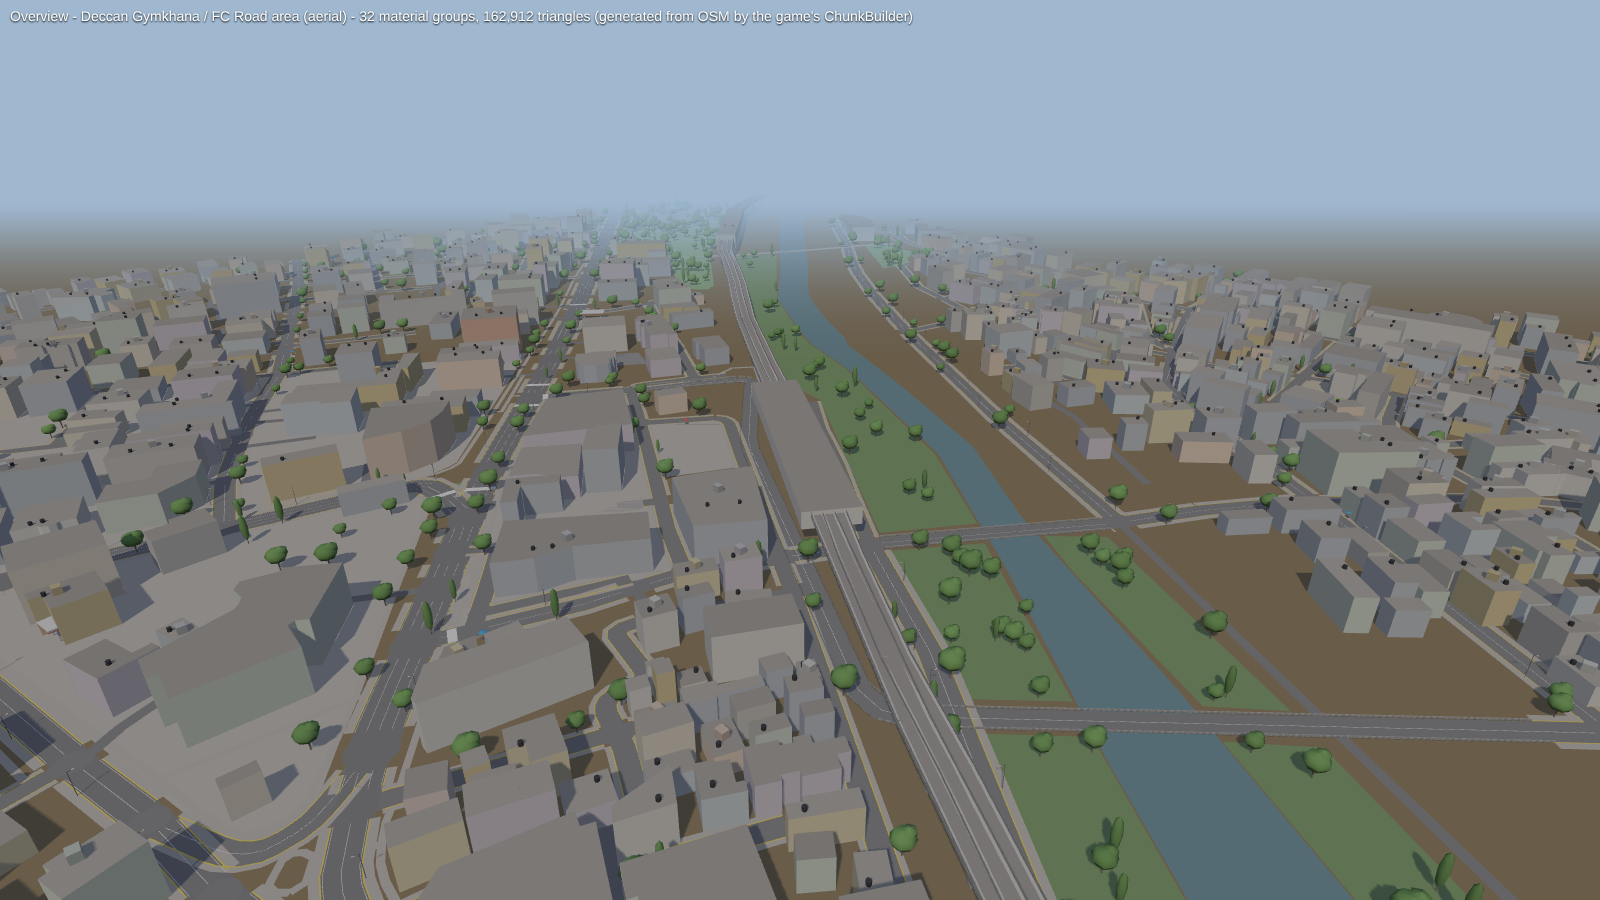 Overview - Deccan Gymkhana / FC Road area (aerial) - 32 material groups, 162,912 triangles (generated from OSM by the game's ChunkBuilder)